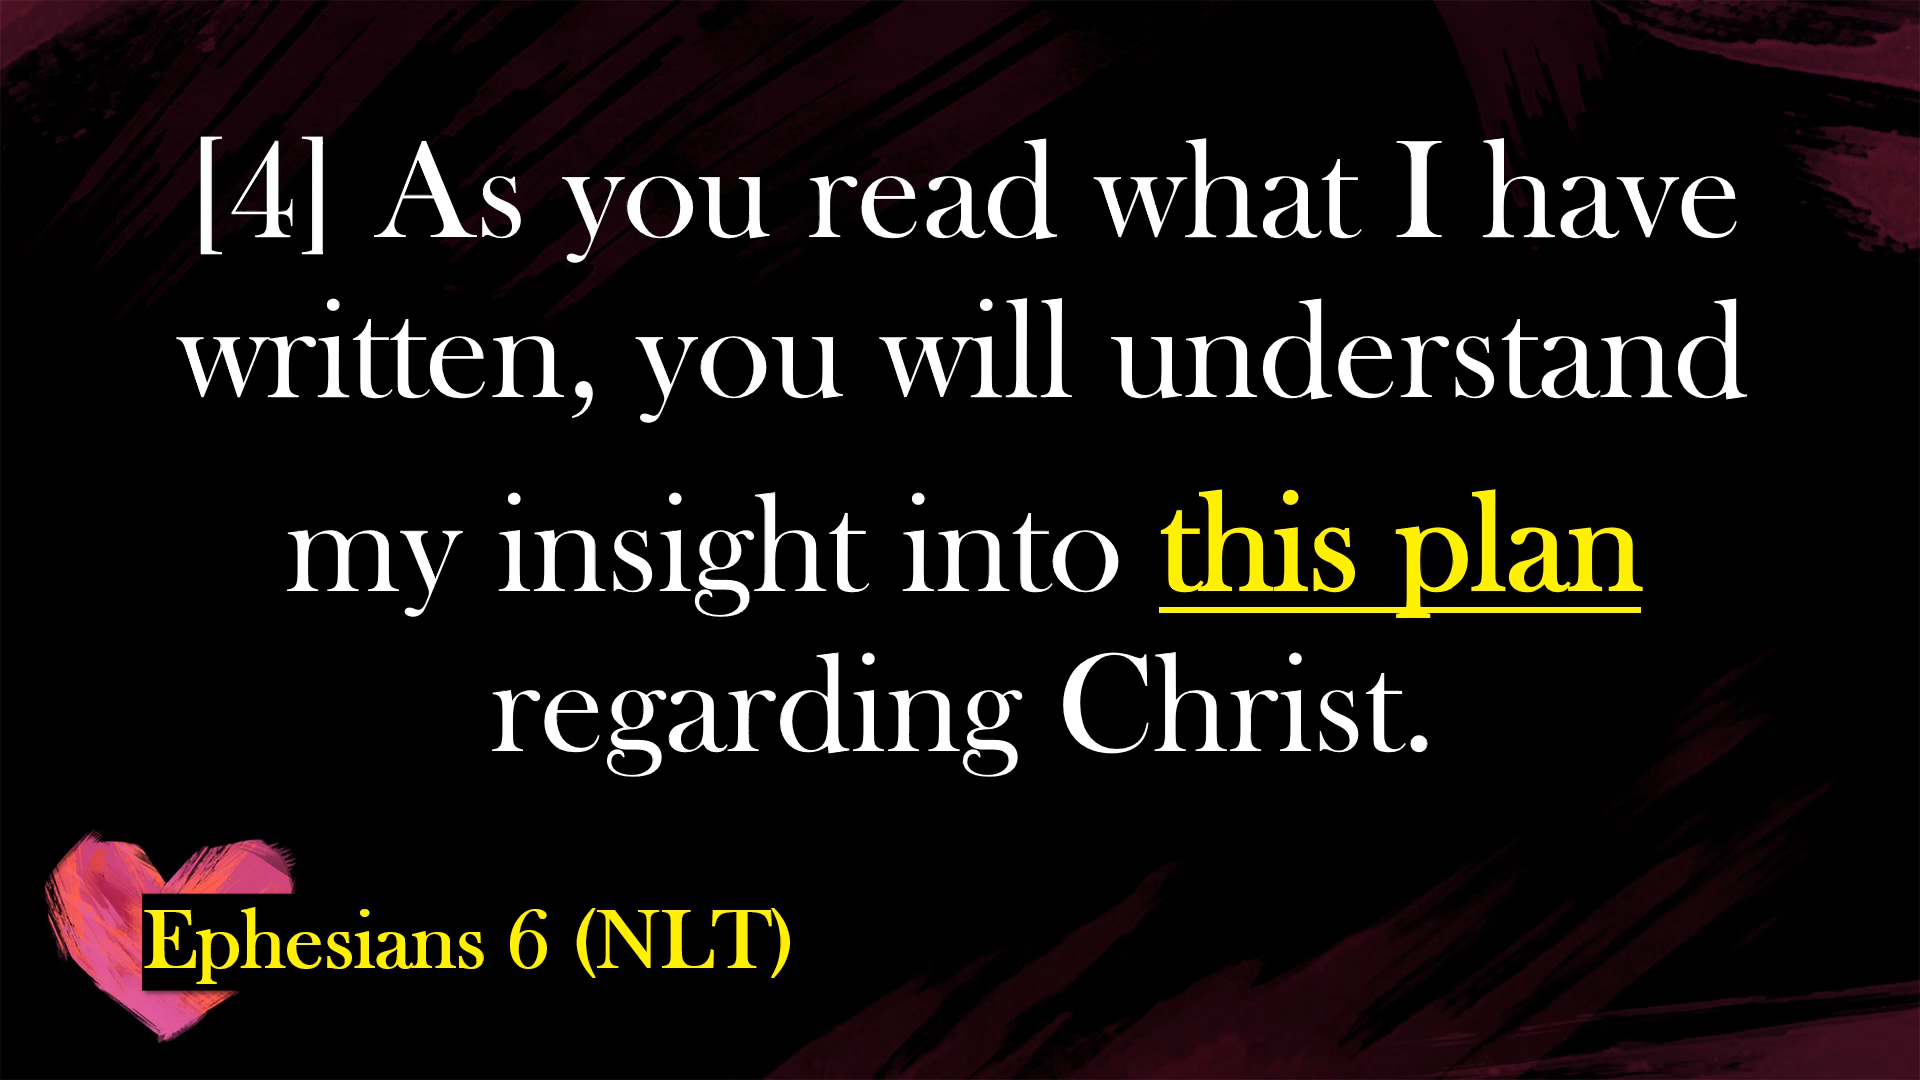 [4] As you read what I have
written, you will understand
my insight into this plan
regarding Christ.
Ephesians 6 (NLT)